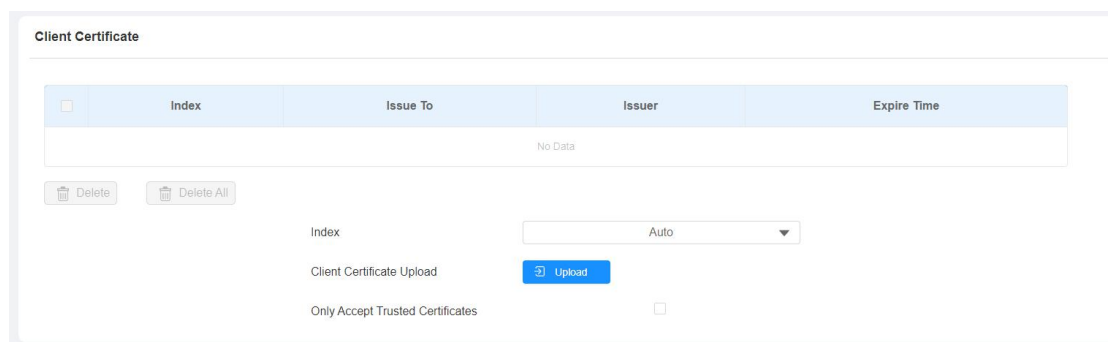 Client Certificate
Index Issue To Issuer Expire Time
No Data
Delete Delete All
Index Auto
Client Certificate Upload Upload
Only Accept Trusted Certificates